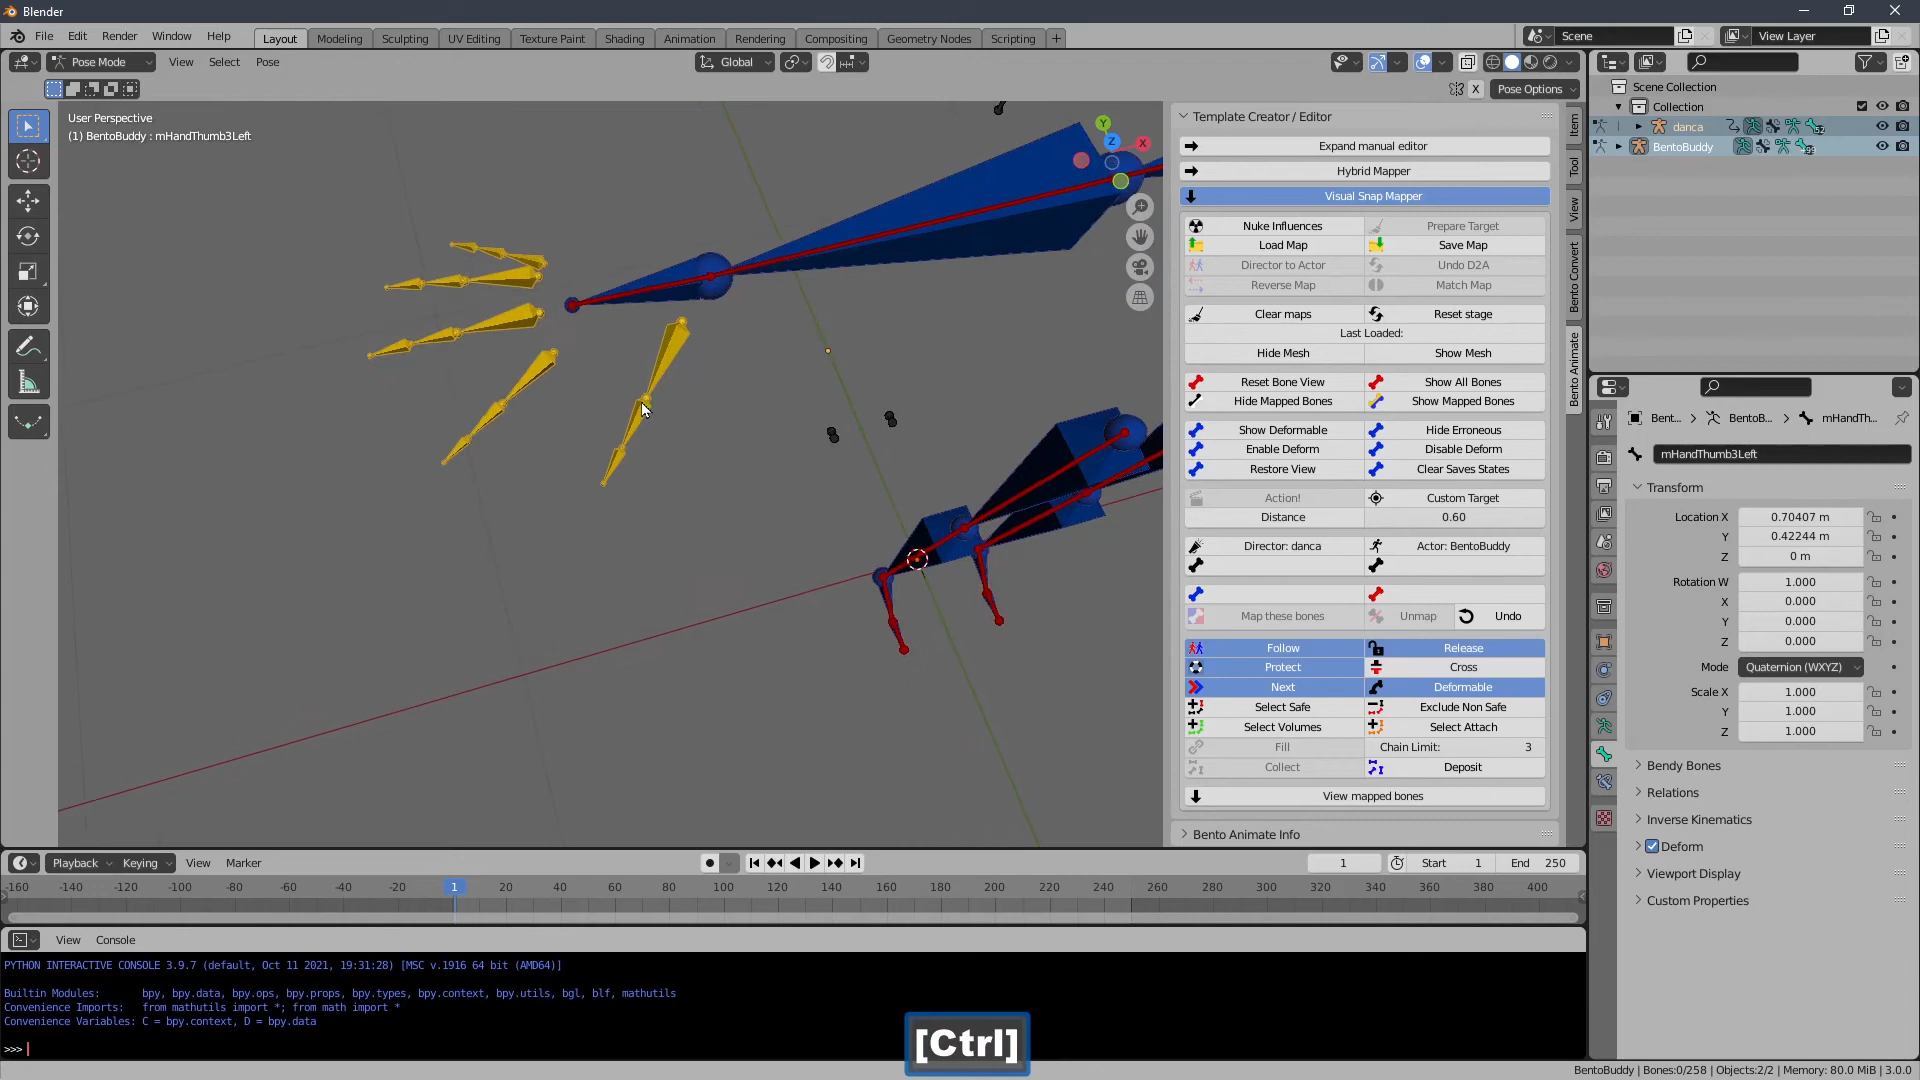 Blender
File Edit Render Window Help
Layout Modeling Sculpting UV Editing Texture Paint Shading Animation Rendering Compositing Geometry Nodes Scripting +
Scene
View Layer
Pose Mode View Select Pose
Global
X Pose Options
User Perspective
(1) BentoBuddy : mHandThumb3Left
Y
Z
X
Template Creator / Editor
Expand manual editor
Hybrid Mapper
Visual Snap Mapper
Nuke Influences Prepare Target
Load Map Save Map
Director to Actor Undo D2A
Reverse Map Match Map
Clear maps Reset stage
Last Loaded:
Hide Mesh Show Mesh
Reset Bone View Show All Bones
Hide Mapped Bones Show Mapped Bones
Show Deformable Hide Erroneous
Enable Deform Disable Deform
Restore View Clear Saves States
Action! Custom Target
Distance 0.60
Director: danca Actor: BentoBuddy
Map these bones Unmap Undo
Follow Release
Protect Cross
Next Deformable
Select Safe Exclude Non Safe
Select Volumes Select Attach
Fill Chain Limit: 3
Collect Deposit
View mapped bones
Bento Animate Info
Item
Tool
View
Bento Convert
Bento Animate
Scene Collection
Collection
danca
BentoBuddy
Bent... BentoB... mHandTh...
mHandThumb3Left
Transform
Location X 0.70407 m
Y 0.42244 m
Z 0 m
Rotation W 1.000
X 0.000
Y 0.000
Z 0.000
Mode Quaternion (WXYZ)
Scale X 1.000
Y 1.000
Z 1.000
Bendy Bones
Relations
Inverse Kinematics
Deform
Viewport Display
Custom Properties
Playback Keying View Marker
1 Start 1 End 250
-160 -140 -120 -100 -80 -60 -40 -20 1 20 40 60 80 100 120 140 160 180 200 220 240 260 280 300 320 340 360 380 400
View Console
PYTHON INTERACTIVE CONSOLE 3.9.7 (default, Oct 11 2021, 19:31:28) [MSC v.1916 64 bit (AMD64)]
Builtin Modules: bpy, bpy.data, bpy.ops, bpy.props, bpy.types, bpy.context, bpy.utils, bgl, blf, mathutils
Convenience Imports: from mathutils import *; from math import *
Convenience Variables: C = bpy.context, D = bpy.data
>>>
[Ctrl]
BentoBuddy | Bones:0/258 | Objects:2/2 | Memory: 80.0 MiB | 3.0.0